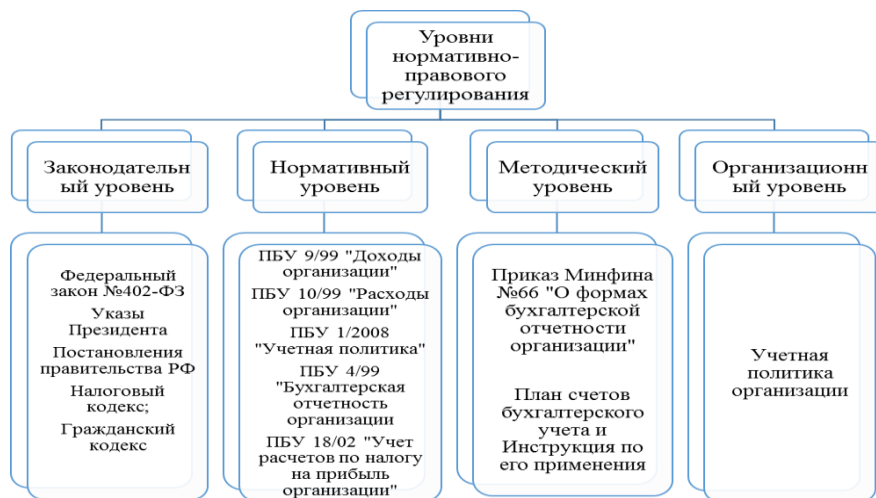 Уровни
нормативно-
правового
регулирования
Законодательн
ый уровень
Нормативный
уровень
Методический
уровень
Организационн
ый уровень
Федеральный
закон №402-ФЗ
Указы
Президента
Постановления
правительства РФ
Налоговый
кодекс;
Гражданский
кодекс
ПБУ 9/99 "Доходы
организации"
ПБУ 10/99 "Расходы
организации"
ПБУ 1/2008
"Учетная политика"
ПБУ 4/99
"Бухгалтерская
отчетность
организации
ПБУ 18/02 "Учет
расчетов по налогу
на прибыль
организации"
Приказ Минфина
№66 "О формах
бухгалтерской
отчетности
организации"
План счетов
бухгалтерского
учета и
Инструкция по
его применения
Учетная
политика
организации